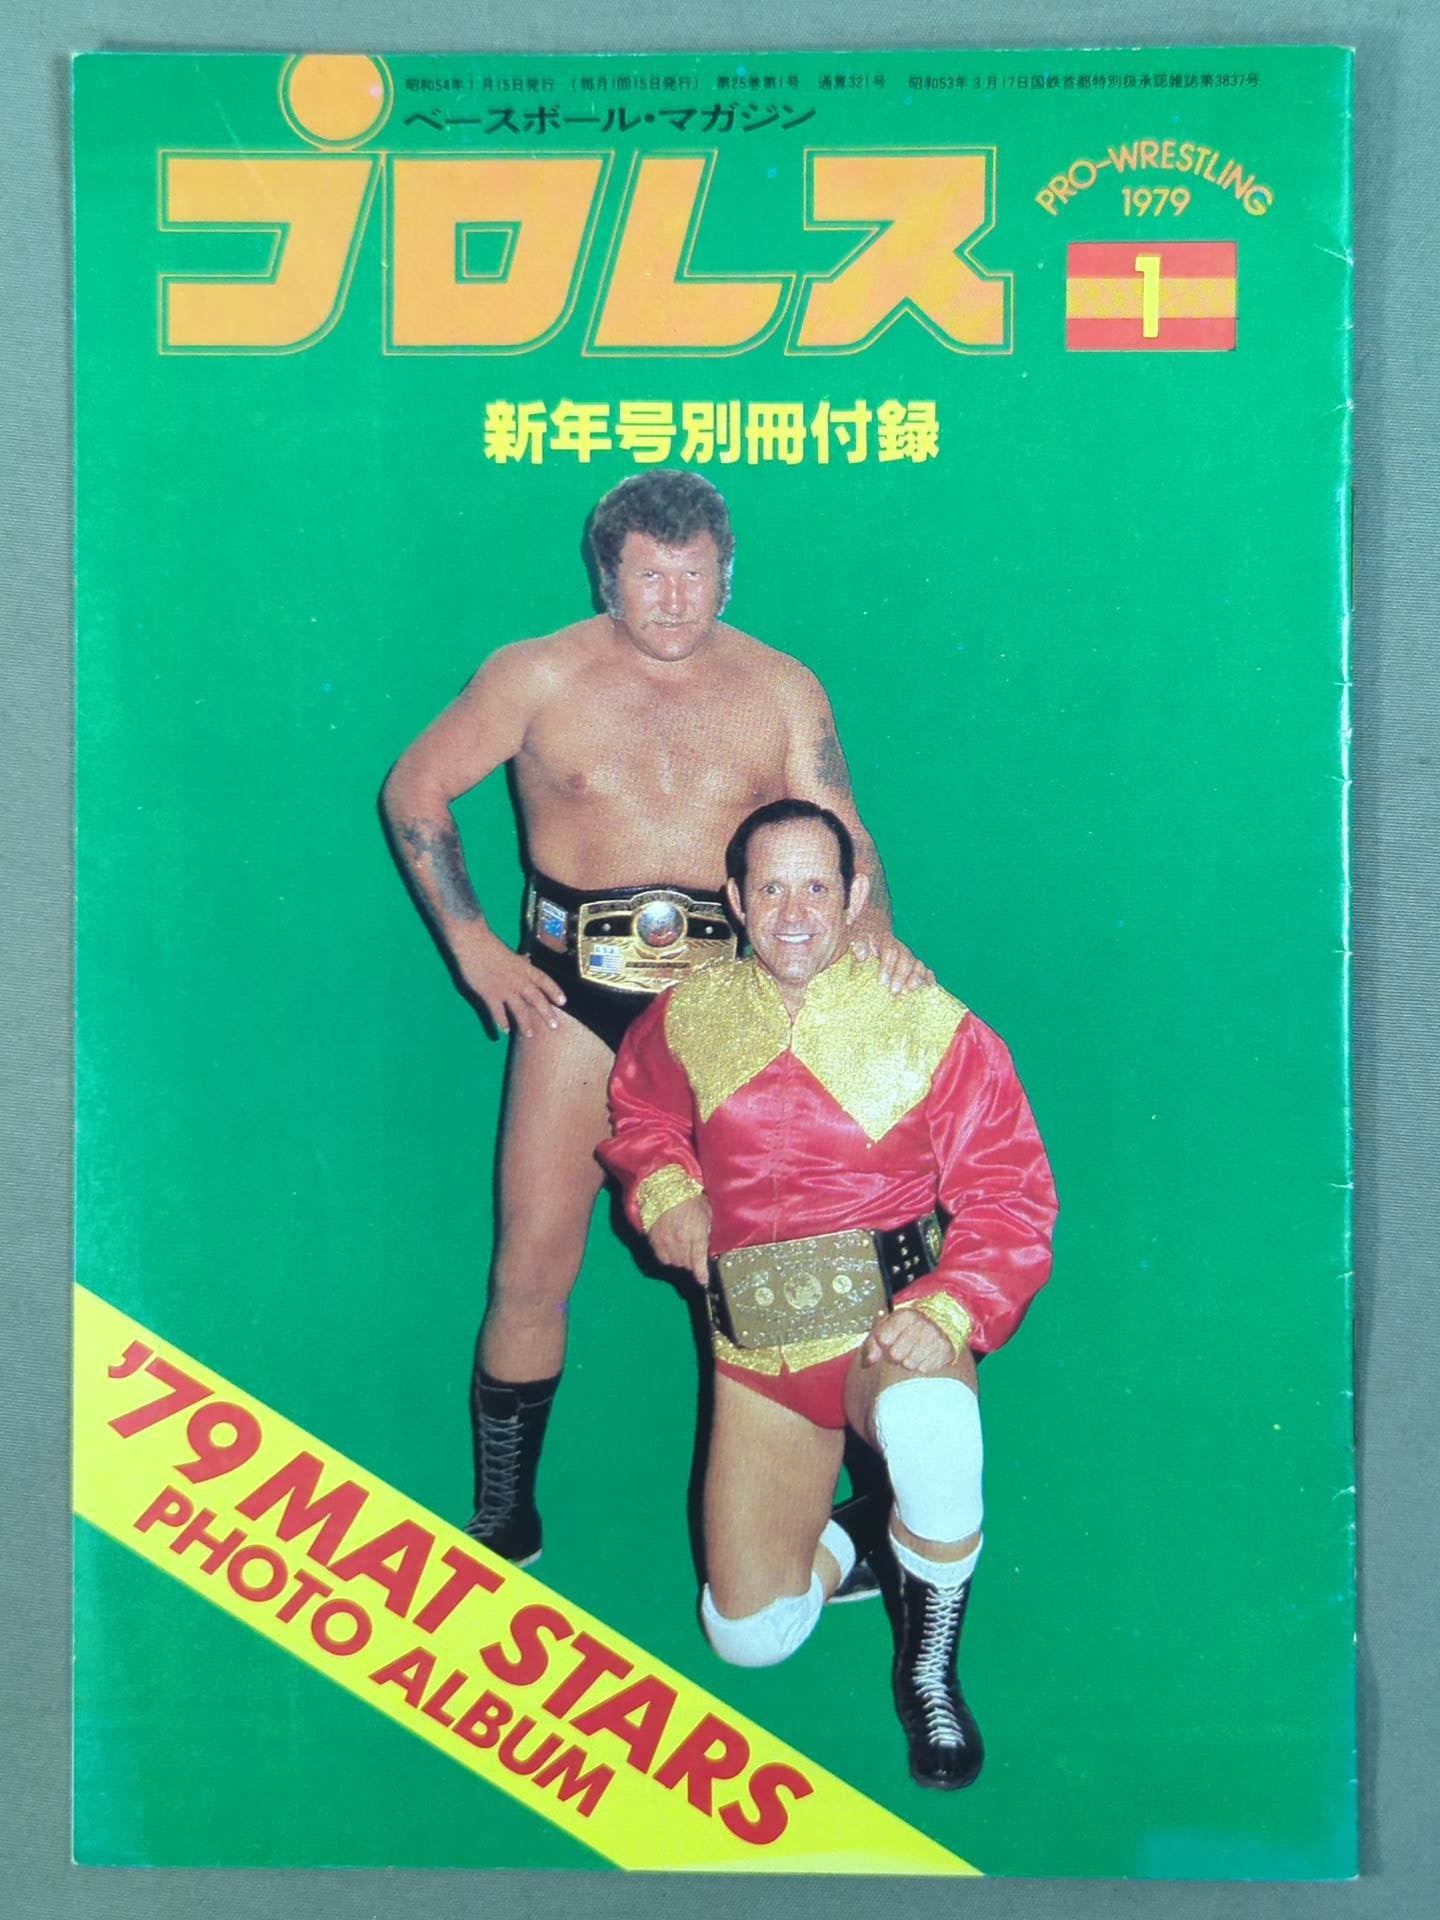 昭和54年1月15日発行 (毎月1回15日発行) 第25巻第1号 通算321号 昭和53年3月17日国鉄首都特別扱承認雑誌第3837号
ベースボール・マガジン
プロレス
PRO-WRESTLING
1979
1
新年号別冊付録
U.S.A.
'79 MAT STARS
PHOTO ALBUM